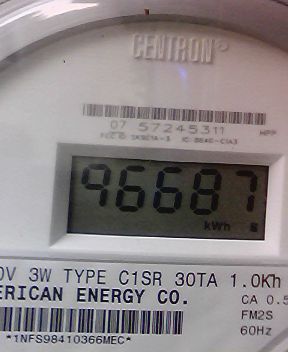 CENTRON®
07 57245311
HPP
96687
kWh
0V 3W TYPE C1SR 30TA 1.0Kh
ERICAN ENERGY CO.
CA 0.5
FM2S
60Hz
*1NFS98410366MEC*